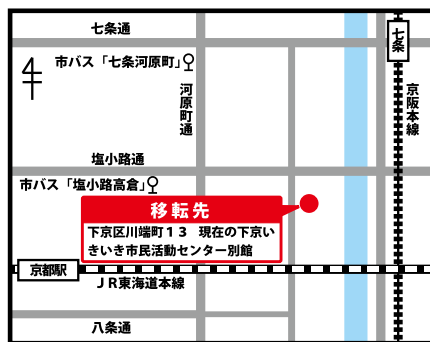 七条通
七条
市バス「七条河原町」
河原町通
京阪本線
塩小路通
市バス「塩小路高倉」
移転先
下京区川端町13 現在の下京い
きいき市民活動センター別館
京都駅
JR東海道本線
八条通